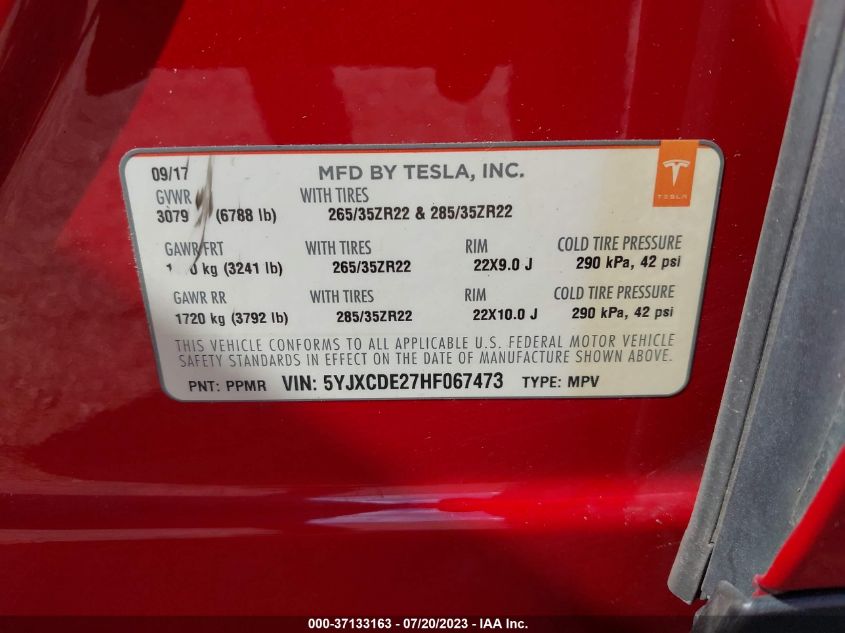 09/17 MFD BY TESLA, INC.
TESLA
GVWR WITH TIRES
3079 (6788 lb) 265/35ZR22 & 285/35ZR22
GAWR FRT WITH TIRES RIM COLD TIRE PRESSURE
kg (3241 lb) 265/35ZR22 22X9.0 J 290 kPa, 42 psi
GAWR RR WITH TIRES RIM COLD TIRE PRESSURE
1720 kg (3792 lb) 285/35ZR22 22X10.0 J 290 kPa, 42 psi
THIS VEHICLE CONFORMS TO ALL APPLICABLE U.S. FEDERAL MOTOR VEHICLE
SAFETY STANDARDS IN EFFECT ON THE DATE OF MANUFACTURE SHOWN ABOVE.
PNT: PPMR VIN: 5YJXCDE27HF067473 TYPE: MPV
000-37133163 - 07/20/2023 - IAA Inc.